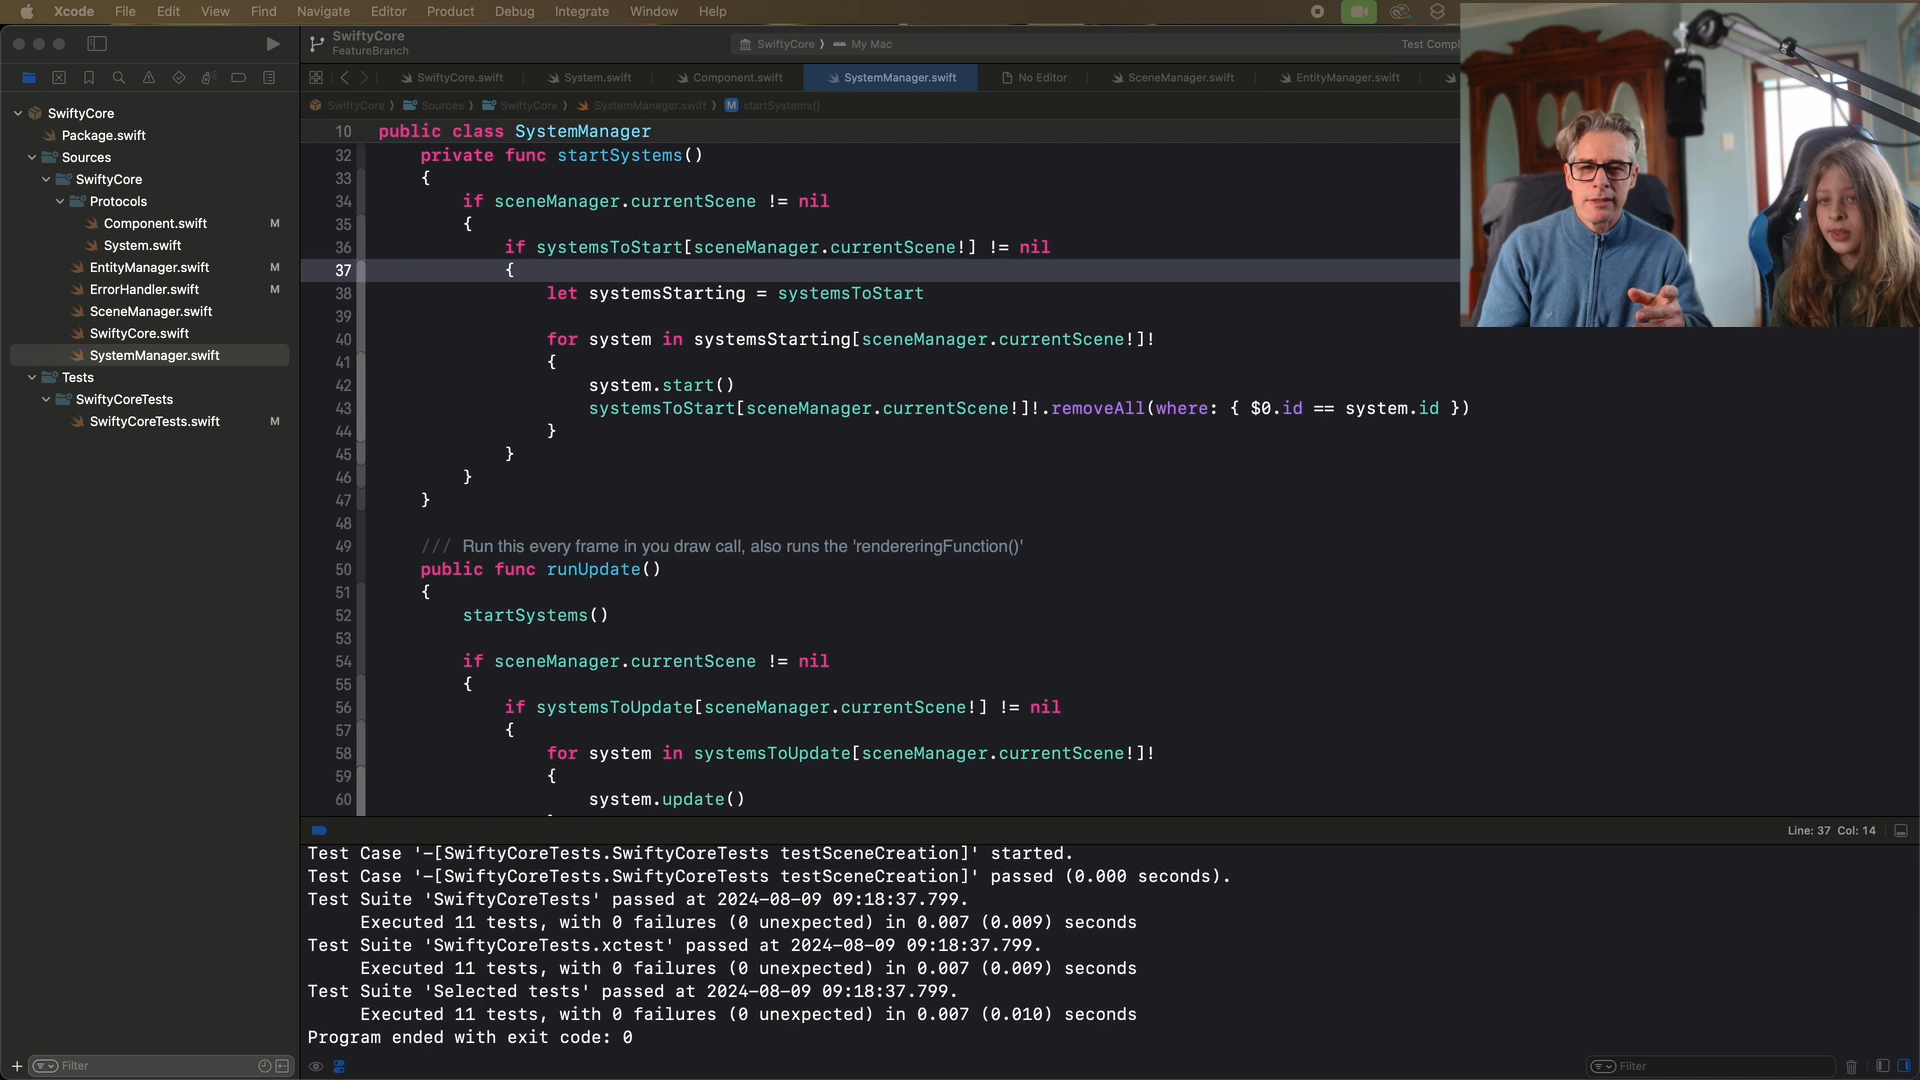 Xcode File Edit View Find Navigate Editor Product Debug Integrate Window Help
SwiftyCore
FeatureBranch
SwiftyCore ⟩ My Mac
Test Compl
SwiftyCore.swift System.swift Component.swift SystemManager.swift No Editor SceneManager.swift EntityManager.swift
SwiftyCore ⟩ Sources ⟩ SwiftyCore ⟩ SystemManager.swift ⟩ M startSystems()
SwiftyCore
Package.swift
Sources
SwiftyCore
Protocols
Component.swift M
System.swift
EntityManager.swift M
ErrorHandler.swift M
SceneManager.swift
SwiftyCore.swift
SystemManager.swift
Tests
SwiftyCoreTests
SwiftyCoreTests.swift M
Filter
10 public class SystemManager
32 private func startSystems()
33 {
34 if sceneManager.currentScene != nil
35 {
36 if systemsToStart[sceneManager.currentScene!] != nil
37 {
38 let systemsStarting = systemsToStart
39
40 for system in systemsStarting[sceneManager.currentScene!]!
41 {
42 system.start()
43 systemsToStart[sceneManager.currentScene!]!.removeAll(where: { $0.id == system.id })
44 }
45 }
46 }
47 }
48
49 /// Run this every frame in you draw call, also runs the 'rendereringFunction()'
50 public func runUpdate()
51 {
52 startSystems()
53
54 if sceneManager.currentScene != nil
55 {
56 if systemsToUpdate[sceneManager.currentScene!] != nil
57 {
58 for system in systemsToUpdate[sceneManager.currentScene!]!
59 {
60 system.update()
Line: 37 Col: 14
Test Case '-[SwiftyCoreTests.SwiftyCoreTests testSceneCreation]' started.
Test Case '-[SwiftyCoreTests.SwiftyCoreTests testSceneCreation]' passed (0.000 seconds).
Test Suite 'SwiftyCoreTests' passed at 2024-08-09 09:18:37.799.
Executed 11 tests, with 0 failures (0 unexpected) in 0.007 (0.009) seconds
Test Suite 'SwiftyCoreTests.xctest' passed at 2024-08-09 09:18:37.799.
Executed 11 tests, with 0 failures (0 unexpected) in 0.007 (0.009) seconds
Test Suite 'Selected tests' passed at 2024-08-09 09:18:37.799.
Executed 11 tests, with 0 failures (0 unexpected) in 0.007 (0.010) seconds
Program ended with exit code: 0
Filter